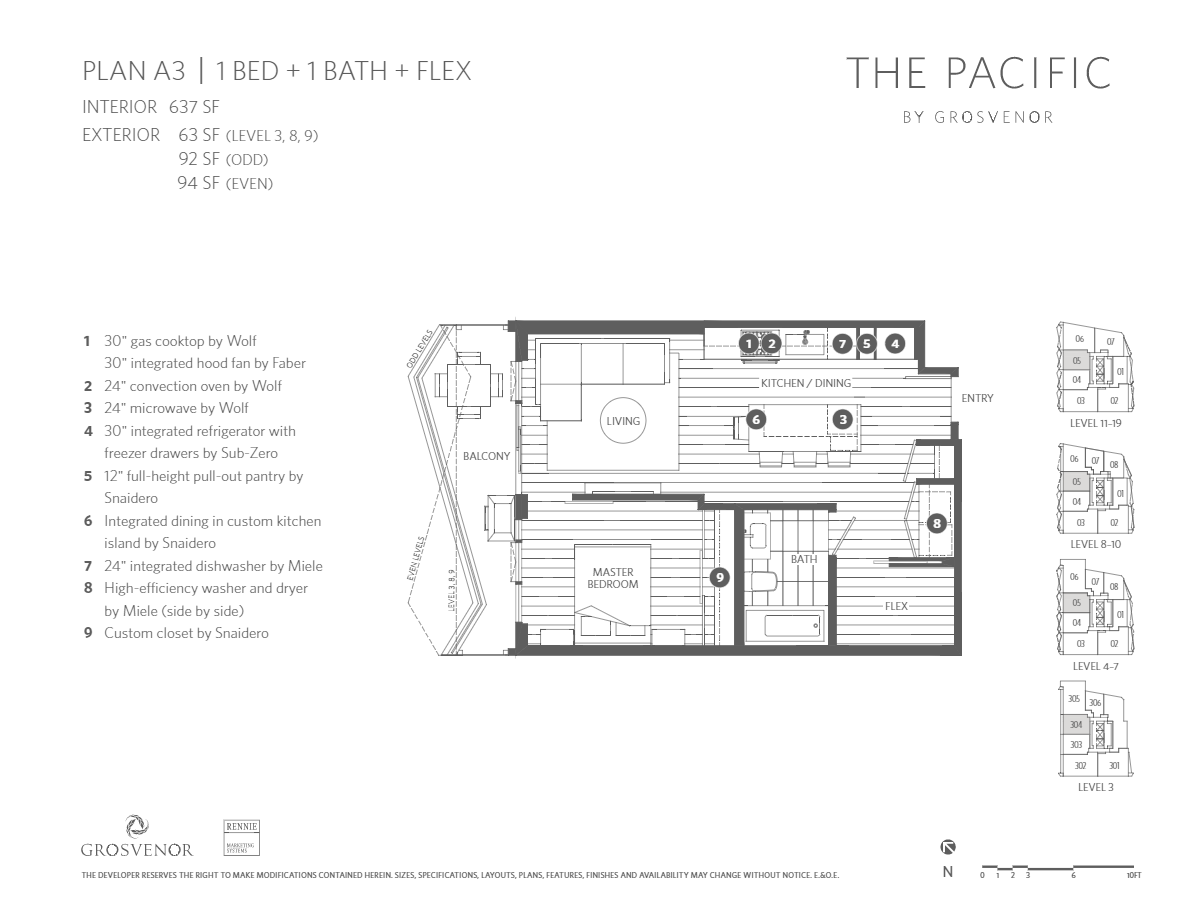 PLAN A3 | 1 BED + 1 BATH + FLEX
INTERIOR 637 SF
EXTERIOR 63 SF (LEVEL 3, 8, 9)
92 SF (ODD)
94 SF (EVEN)
THE PACIFIC
BY GROSVENOR
1 30" gas cooktop by Wolf
30" integrated hood fan by Faber
2 24" convection oven by Wolf
3 24" microwave by Wolf
4 30" integrated refrigerator with
freezer drawers by Sub-Zero
5 12" full-height pull-out pantry by
Snaidero
6 Integrated dining in custom kitchen
island by Snaidero
7 24" integrated dishwasher by Miele
8 High-efficiency washer and dryer
by Miele (side by side)
9 Custom closet by Snaidero
ODD LEVELS
EVEN LEVELS
LEVEL 3, 8, 9
BALCONY
LIVING
1 2 7 5 4
KITCHEN / DINING
ENTRY
6 3
8
MASTER
BEDROOM
9
BATH
FLEX
06 07
05 01
04
03 02
LEVEL 11-19
06 07 08
05 01
04
03 02
LEVEL 8-10
06 07 08
05 01
04
03 02
LEVEL 4-7
305 306
304
303
302 301
LEVEL 3
GROSVENOR
RENNIE
MARKETING
SYSTEMS
THE DEVELOPER RESERVES THE RIGHT TO MAKE MODIFICATIONS CONTAINED HEREIN. SIZES, SPECIFICATIONS, LAYOUTS, PLANS, FEATURES, FINISHES AND AVAILABILITY MAY CHANGE WITHOUT NOTICE. E.&O.E.
N
0 1 2 3 6 10FT